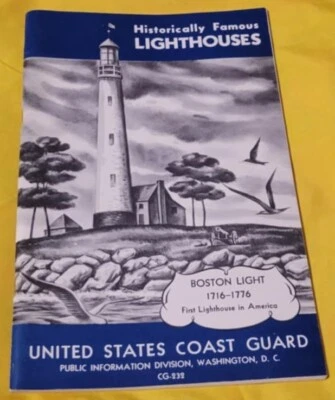 Historically Famous
LIGHTHOUSES
BOSTON LIGHT
1716-1776
First Lighthouse in America
UNITED STATES COAST GUARD
PUBLIC INFORMATION DIVISION, WASHINGTON, D. C.
CG-232